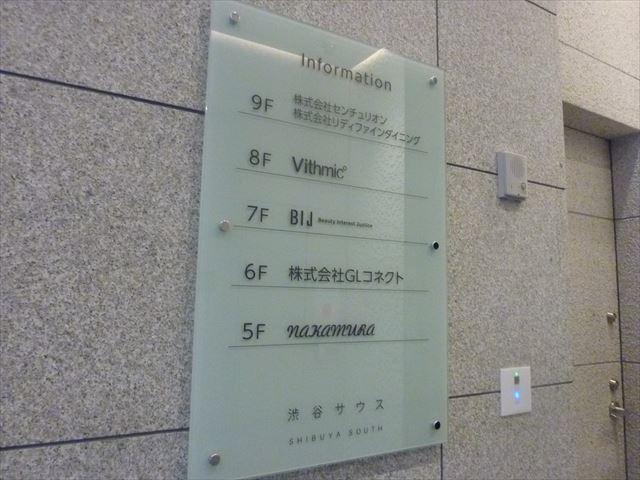 Information
9F 株式会社センチュリオン
株式会社リディファインダイニング
8F Vithmic
7F BIJ Beauty Interest Justice
6F 株式会社GLコネクト
5F NAKAMURA
渋谷サウス
SHIBUYA SOUTH